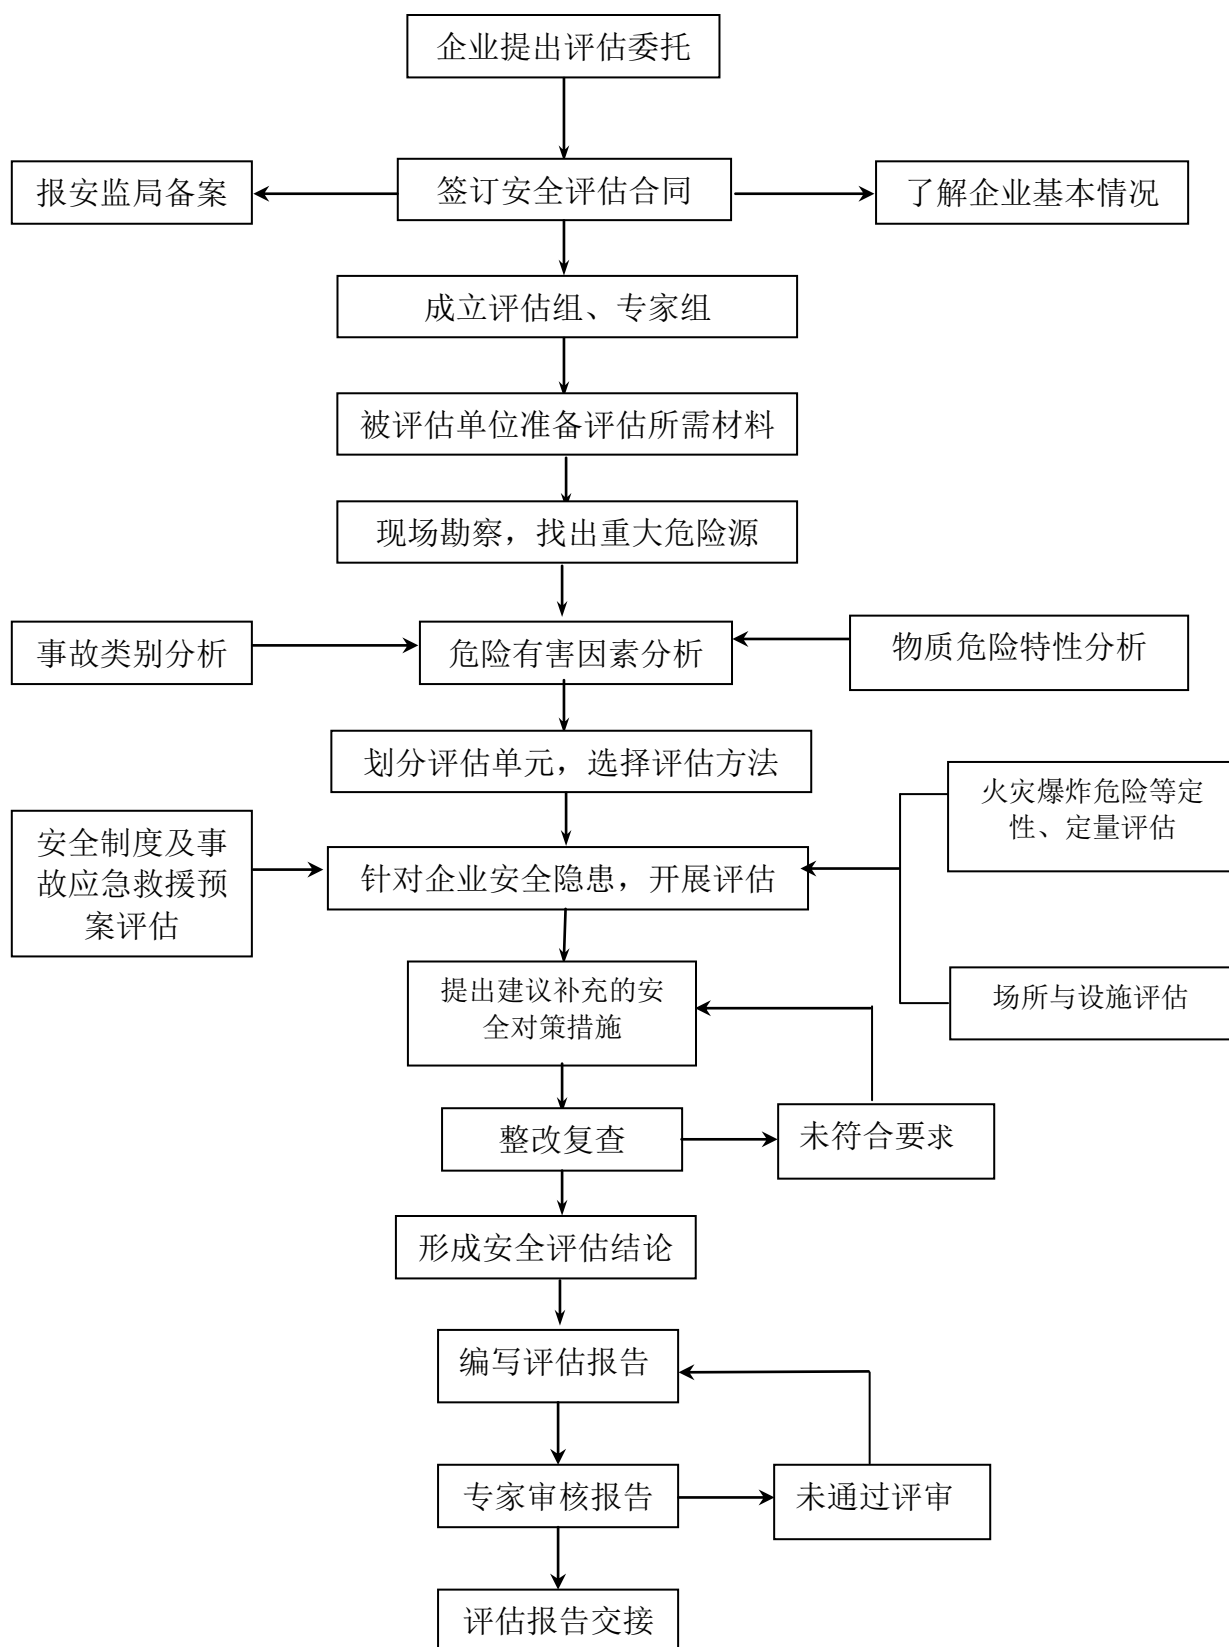 企业提出评估委托
报安监局备案
签订安全评估合同
了解企业基本情况
成立评估组、专家组
被评估单位准备评估所需材料
现场勘察，找出重大危险源
事故类别分析
危险有害因素分析
物质危险特性分析
划分评估单元，选择评估方法
火灾爆炸危险等定
性、定量评估
安全制度及事
故应急救援预
案评估
针对企业安全隐患，开展评估
提出建议补充的安
全对策措施
场所与设施评估
整改复查
未符合要求
形成安全评估结论
编写评估报告
专家审核报告
未通过评审
评估报告交接